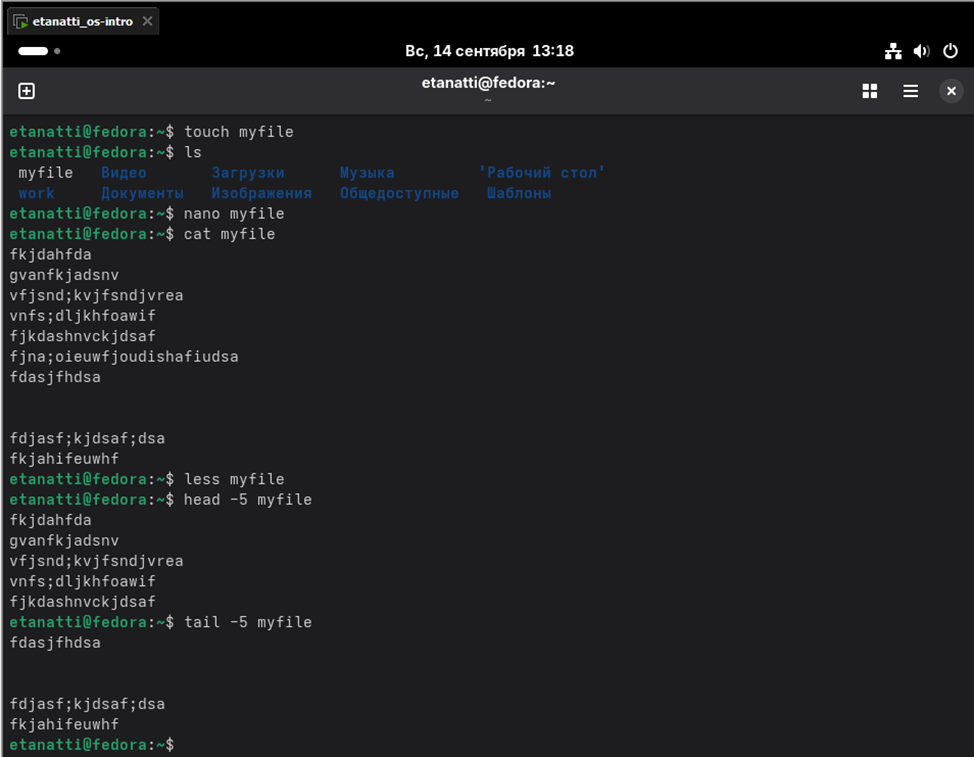 etanatti_os-intro
Вс, 14 сентября 13:18
etanatti@fedora:~
~
etanatti@fedora:~$ touch myfile
etanatti@fedora:~$ ls
myfile Видео Загрузки Музыка 'Рабочий стол'
work Документы Изображения Общедоступные Шаблоны
etanatti@fedora:~$ nano myfile
etanatti@fedora:~$ cat myfile
fkjdahfda
gvanfkjadsnv
vfjsnd;kvjfsndjvrea
vnfs;dljkhfoawif
fjkdashnvckjdsaf
fjna;oieuwfjoudishafiudsa
fdasjfhdsa
fdjasf;kjdsaf;dsa
fkjahifeuwhf
etanatti@fedora:~$ less myfile
etanatti@fedora:~$ head -5 myfile
fkjdahfda
gvanfkjadsnv
vfjsnd;kvjfsndjvrea
vnfs;dljkhfoawif
fjkdashnvckjdsaf
etanatti@fedora:~$ tail -5 myfile
fdasjfhdsa
fdjasf;kjdsaf;dsa
fkjahifeuwhf
etanatti@fedora:~$